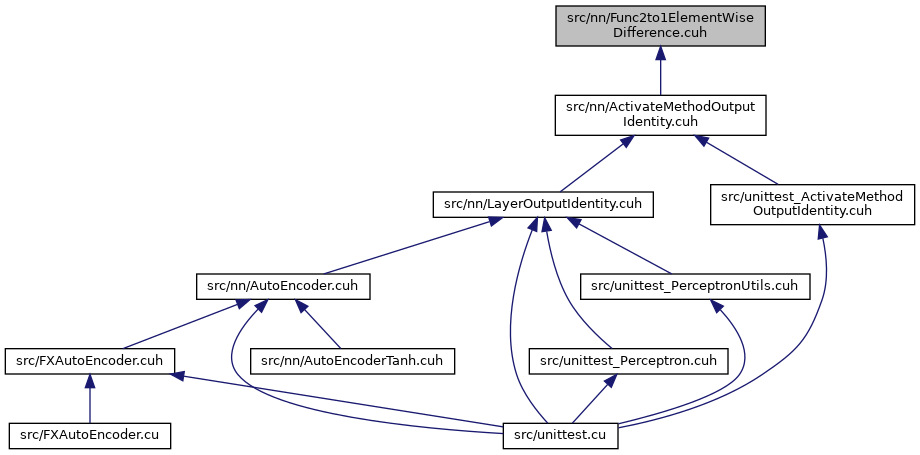 src/nn/Func2to1ElementWise
Difference.cuh
src/nn/ActivateMethodOutput
Identity.cuh
src/nn/LayerOutputIdentity.cuh
src/unittest_ActivateMethod
OutputIdentity.cuh
src/nn/AutoEncoder.cuh
src/unittest_PerceptronUtils.cuh
src/FXAutoEncoder.cuh
src/nn/AutoEncoderTanh.cuh
src/unittest_Perceptron.cuh
src/FXAutoEncoder.cu
src/unittest.cu